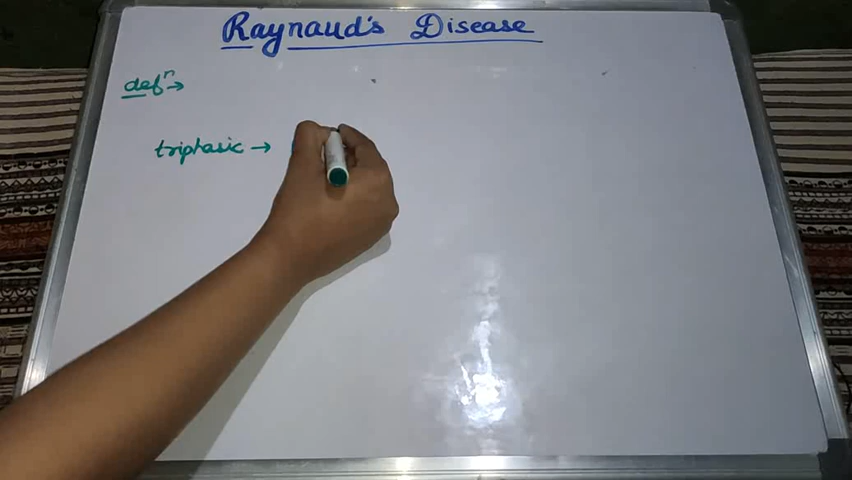 Raynaud's Disease
defⁿ →
triphasic →